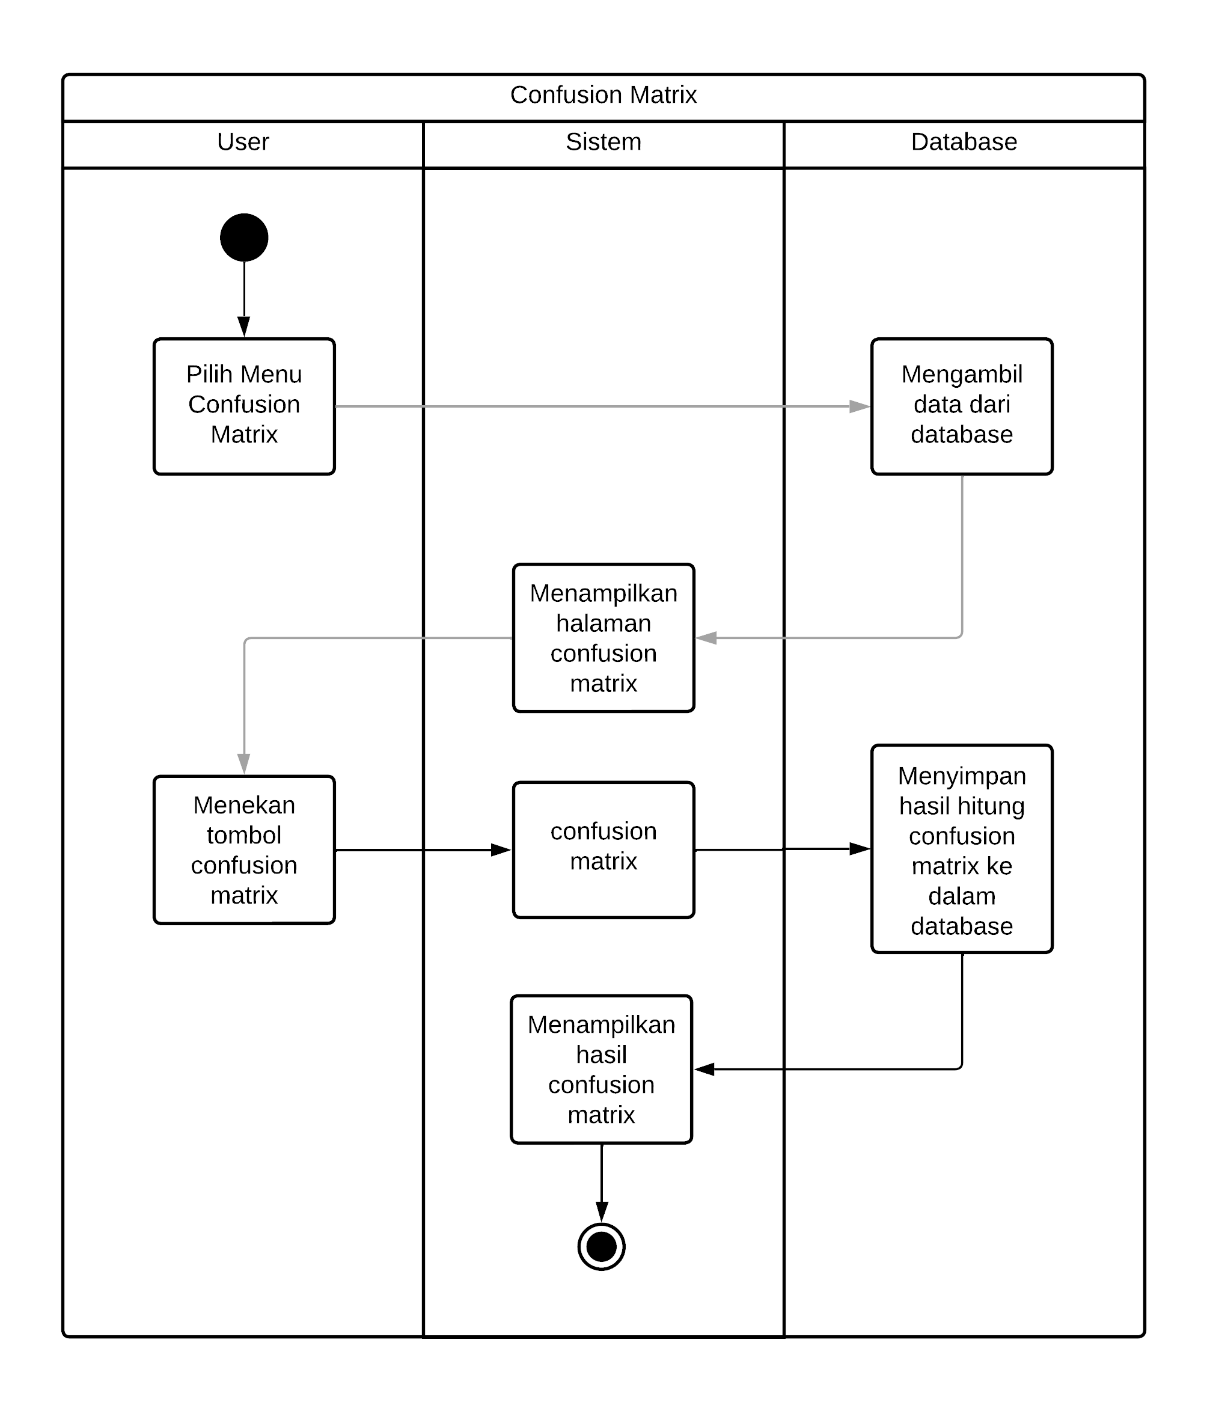 Confusion Matrix
User
Sistem
Database
Pilih Menu
Confusion
Matrix
Mengambil
data dari
database
Menampilkan
halaman
confusion
matrix
Menekan
tombol
confusion
matrix
confusion
matrix
Menyimpan
hasil hitung
confusion
matrix ke
dalam
database
Menampilkan
hasil
confusion
matrix